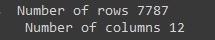 Number of rows 7787
Number of columns 12